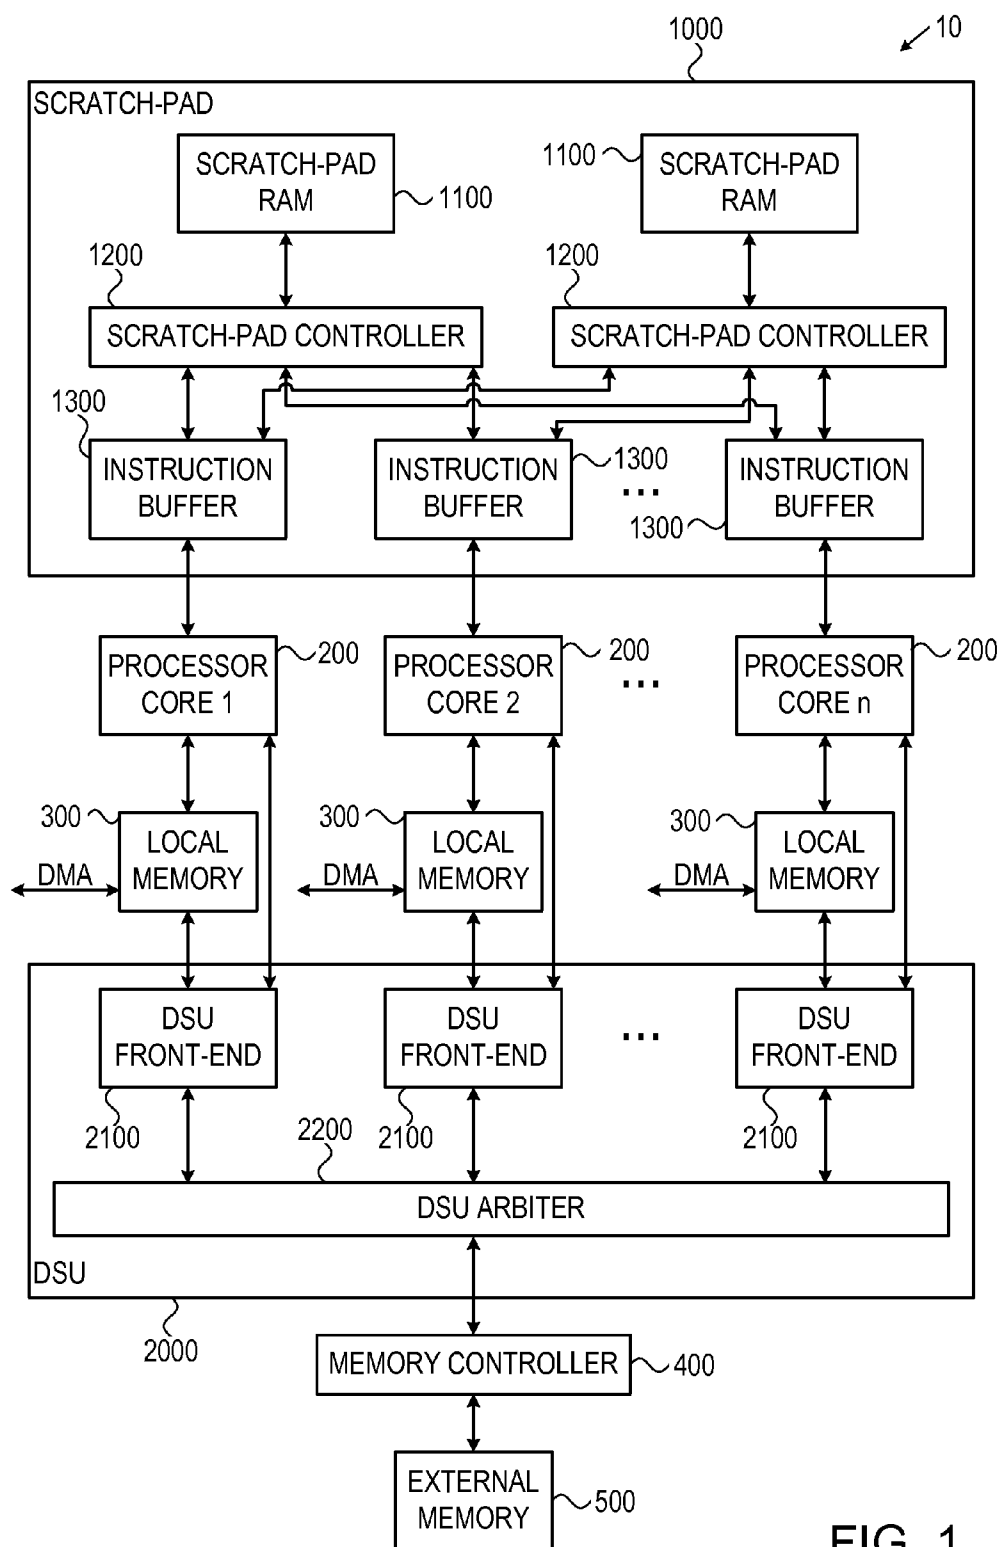 10
1000
SCRATCH-PAD
SCRATCH-PAD
RAM
1100
1100
SCRATCH-PAD
RAM
1200
1200
SCRATCH-PAD CONTROLLER
SCRATCH-PAD CONTROLLER
1300
INSTRUCTION
BUFFER
INSTRUCTION
BUFFER
1300
...
1300
INSTRUCTION
BUFFER
PROCESSOR
CORE 1
200
PROCESSOR
CORE 2
200
...
PROCESSOR
CORE n
200
300
LOCAL
MEMORY
DMA
300
LOCAL
MEMORY
DMA
300
LOCAL
MEMORY
DMA
DSU
FRONT-END
DSU
FRONT-END
...
DSU
FRONT-END
2100
2100
2100
2200
DSU ARBITER
DSU
2000
MEMORY CONTROLLER
400
EXTERNAL
MEMORY
500
FIG. 1